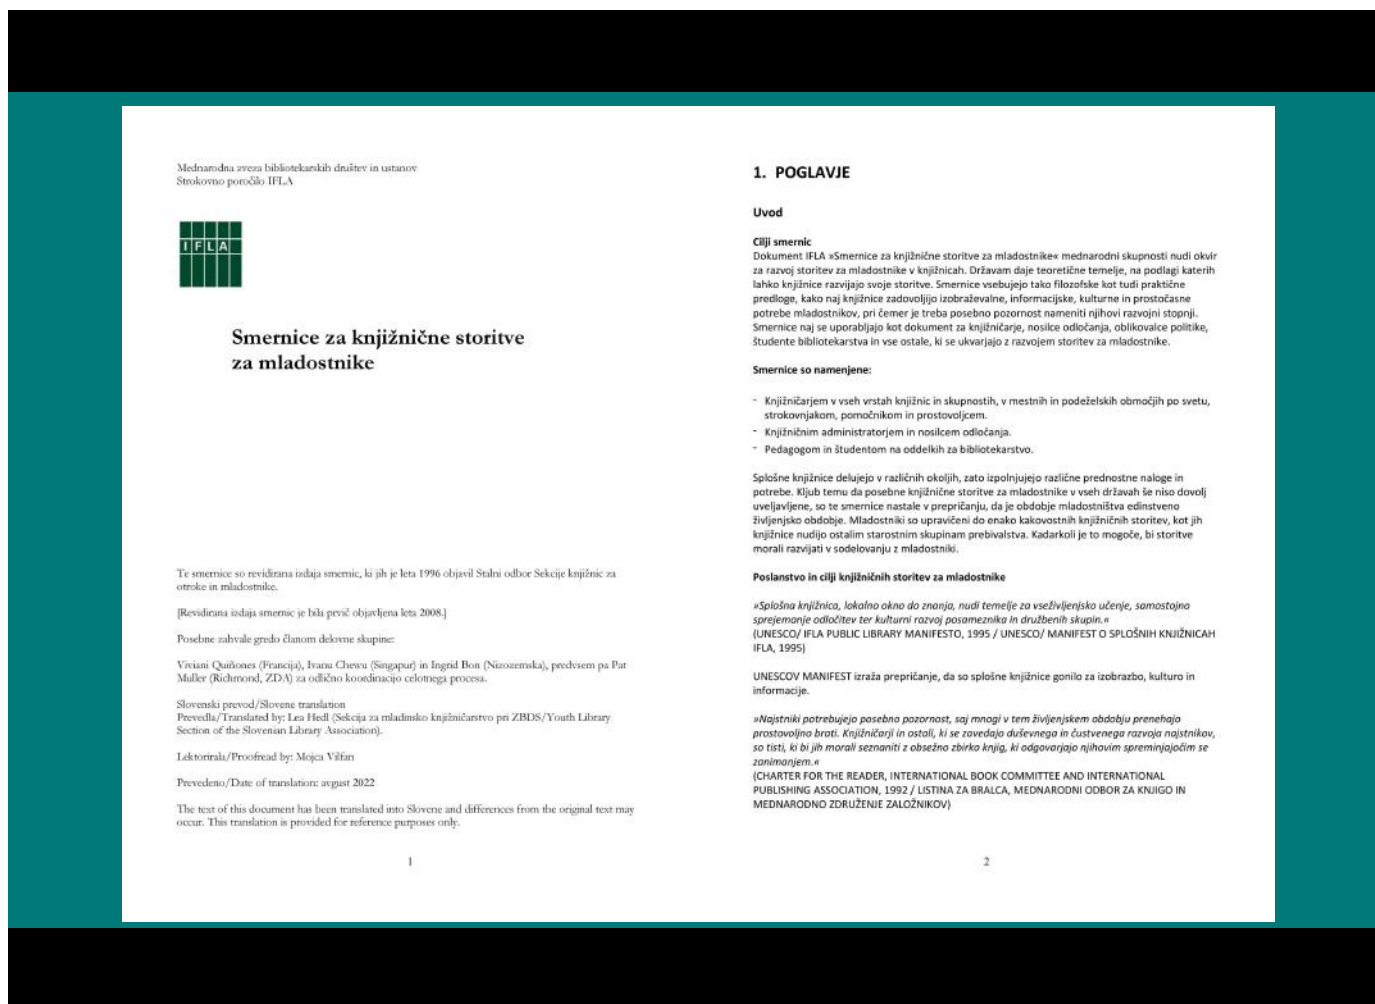 Mednarodna zveza bibliotekarskih društev in ustanov
Strokovno poročilo IFLA
IFLA
Smernice za knjižnične storitve
za mladostnike
Te smernice so revidirana izdaja smernic, ki jih je leta 1996 objavil Stalni odbor Sekcije knjižnic za
otroke in mladostnike.
[Revidirana izdaja smernic je bila prvič objavljena leta 2008.]
Posebne zahvale gredo članom delovne skupine:
Viviani Quiñones (Francija), Ivanu Chewu (Singapur) in Ingrid Bon (Nizozemska), predvsem pa Pat
Muller (Richmond, ZDA) za odlično koordinacijo celotnega procesa.
Slovenski prevod/Slovene translation
Prevedla/Translated by: Lea Hedl (Sekcija za mladinsko knjižničarstvo pri ZBDS/Youth Library
Section of the Slovenian Library Association).
Lektorirala/Proofread by: Mojca Vilfan
Prevedeno/Date of translation: avgust 2022
The text of this document has been translated into Slovene and differences from the original text may
occur. This translation is provided for reference purposes only.
1
1. POGLAVJE
Uvod
Cilji smernic
Dokument IFLA »Smernice za knjižnične storitve za mladostnike« mednarodni skupnosti nudi okvir
za razvoj storitev za mladostnike v knjižnicah. Državam daje teoretične temelje, na podlagi katerih
lahko knjižnice razvijajo svoje storitve. Smernice vsebujejo tako filozofske kot tudi praktične
predloge, kako naj knjižnice zadovoljijo izobraževalne, informacijske, kulturne in prostočasne
potrebe mladostnikov, pri čemer je treba posebno pozornost nameniti njihovi razvojni stopnji.
Smernice naj se uporabljajo kot dokument za knjižničarje, nosilce odločanja, oblikovalce politike,
študente bibliotekarstva in vse ostale, ki se ukvarjajo z razvojem storitev za mladostnike.
Smernice so namenjene:
- Knjižničarjem v vseh vrstah knjižnic in skupnostih, v mestnih in podeželskih območjih po svetu,
strokovnjakom, pomočnikom in prostovoljcem.
- Knjižničnim administratorjem in nosilcem odločanja.
- Pedagogom in študentom na oddelkih za bibliotekarstvo.
Splošne knjižnice delujejo v različnih okoljih, zato izpolnjujejo različne prednostne naloge in
potrebe. Kljub temu da posebne knjižnične storitve za mladostnike v vseh državah še niso dovolj
uveljavljene, so te smernice nastale v prepričanju, da je obdobje mladostništva edinstveno
življenjsko obdobje. Mladostniki so upravičeni do enako kakovostnih knjižničnih storitev, kot jih
knjižnice nudijo ostalim starostnim skupinam prebivalstva. Kadarkoli je to mogoče, bi storitve
morali razvijati v sodelovanju z mladostniki.
Poslanstvo in cilji knjižničnih storitev za mladostnike
»Splošna knjižnica, lokalno okno do znanja, nudi temelje za vseživljenjsko učenje, samostojno
sprejemanje odločitev ter kulturni razvoj posameznika in družbenih skupin.«
(UNESCO/ IFLA PUBLIC LIBRARY MANIFESTO, 1995 / UNESCO/ MANIFEST O SPLOŠNIH KNJIŽNICAH
IFLA, 1995)
UNESCOV MANIFEST izraža prepričanje, da so splošne knjižnice gonilo za izobrazbo, kulturo in
informacije.
»Najstniki potrebujejo posebno pozornost, saj mnogi v tem življenjskem obdobju prenehajo
prostovoljno brati. Knjižničarji in ostali, ki se zavedajo duševnega in čustvenega razvoja najstnikov,
so tisti, ki bi jih morali seznaniti z obsežno zbirko knjig, ki odgovarjajo njihovim spreminjajočim se
zanimanjem.«
(CHARTER FOR THE READER, INTERNATIONAL BOOK COMMITTEE AND INTERNATIONAL
PUBLISHING ASSOCIATION, 1992 / LISTINA ZA BRALCA, MEDNARODNI ODBOR ZA KNJIGO IN
MEDNARODNO ZDRUŽENJE ZALOŽNIKOV)
2